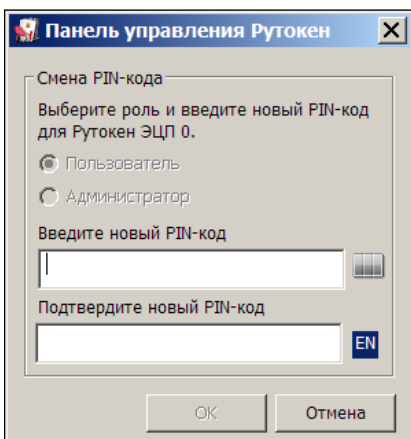 Панель управления Рутокен
Смена PIN-кода
Выберите роль и введите новый PIN-код
для Рутокен ЭЦП 0.
Пользователь
Администратор
Введите новый PIN-код
Подтвердите новый PIN-код
EN
OK
Отмена